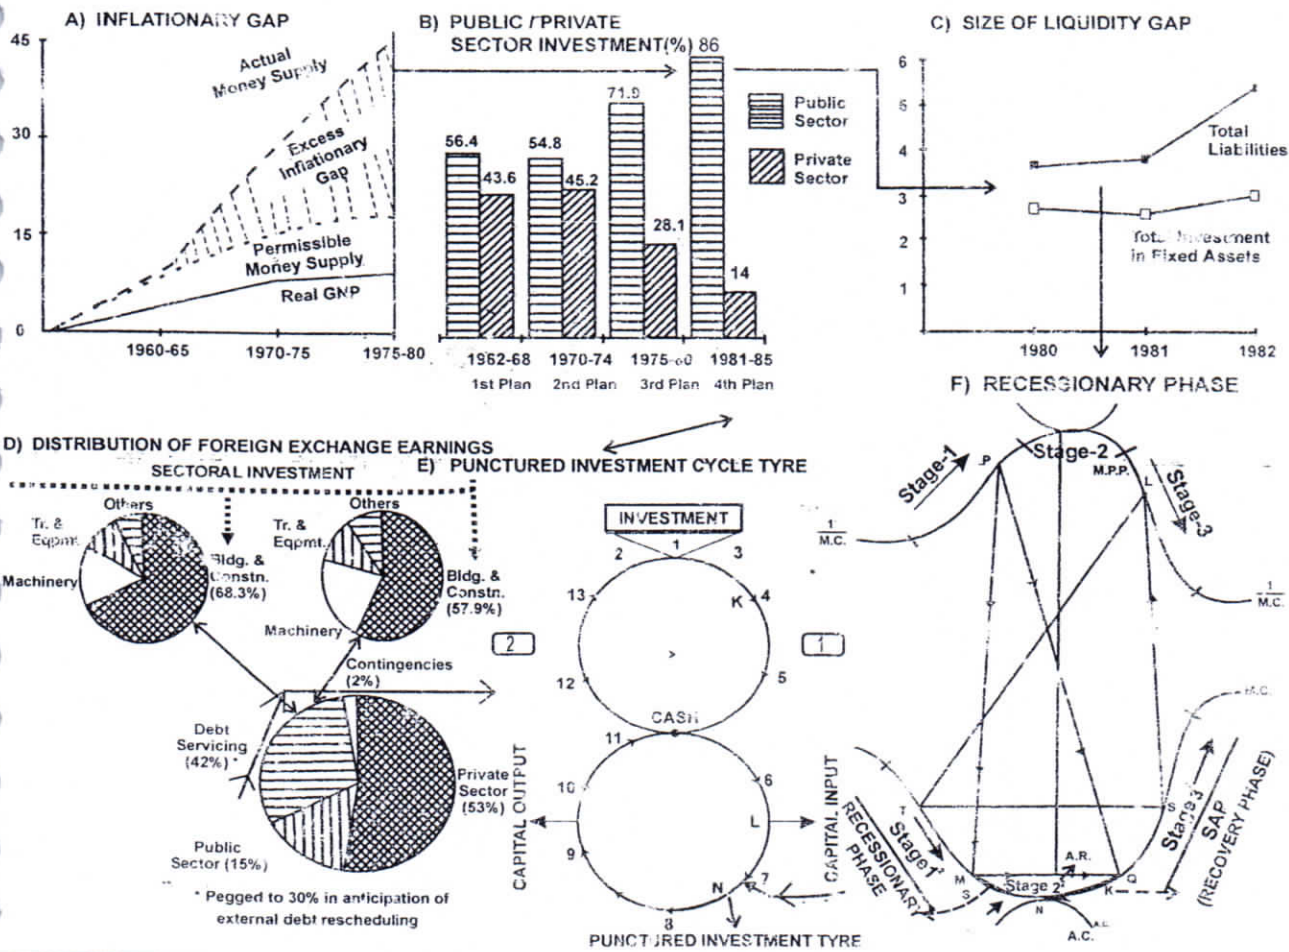 A) INFLATIONARY GAP
45
30
15
0
Actual
Money Supply
Excess
Inflationary
Gap
Permissible
Money Supply
Real GNP
1960-65
1970-75
1975-80
B) PUBLIC / PRIVATE
SECTOR INVESTMENT(%)
56.4
43.6
54.8
45.2
71.9
28.1
86
14
Public
Sector
Private
Sector
1962-68
1970-74
1975-80
1981-85
1st Plan
2nd Plan
3rd Plan
4th Plan
C) SIZE OF LIQUIDITY GAP
6
5
4
3
2
1
Total
Liabilities
Total Investment
in Fixed Assets
1980
1981
1982
D) DISTRIBUTION OF FOREIGN EXCHANGE EARNINGS
SECTORAL INVESTMENT
Others
Tr. &
Eqpmt.
Machinery
Bldg. &
Constn.
(68.3%)
Others
Tr. &
Eqpmt.
Machinery
Bldg. &
Constn.
(57.9%)
Contingencies
(2%)
Debt
Servicing
(42%) *
Private
Sector
(53%)
Public
Sector (15%)
* Pegged to 30% in anticipation of
external debt rescheduling
E) PUNCTURED INVESTMENT CYCLE TYRE
INVESTMENT
2
1
3
13
K
4
2
1
12
5
CASH
11
10
6
L
9
7
N
8
CAPITAL OUTPUT
CAPITAL INPUT
PUNCTURED INVESTMENT TYRE
F) RECESSIONARY PHASE
Stage-1
P
Stage-2
M.P.P.
L
Stage-3
1
M.C.
1
M.C.
M.C.
T
S
Stage1
RECESSIONARY
PHASE
M
S
Stage 2
A.R.
K
Q
N
A.C.
A.C.
Stage 3
SAP
(RECOVERY PHASE)